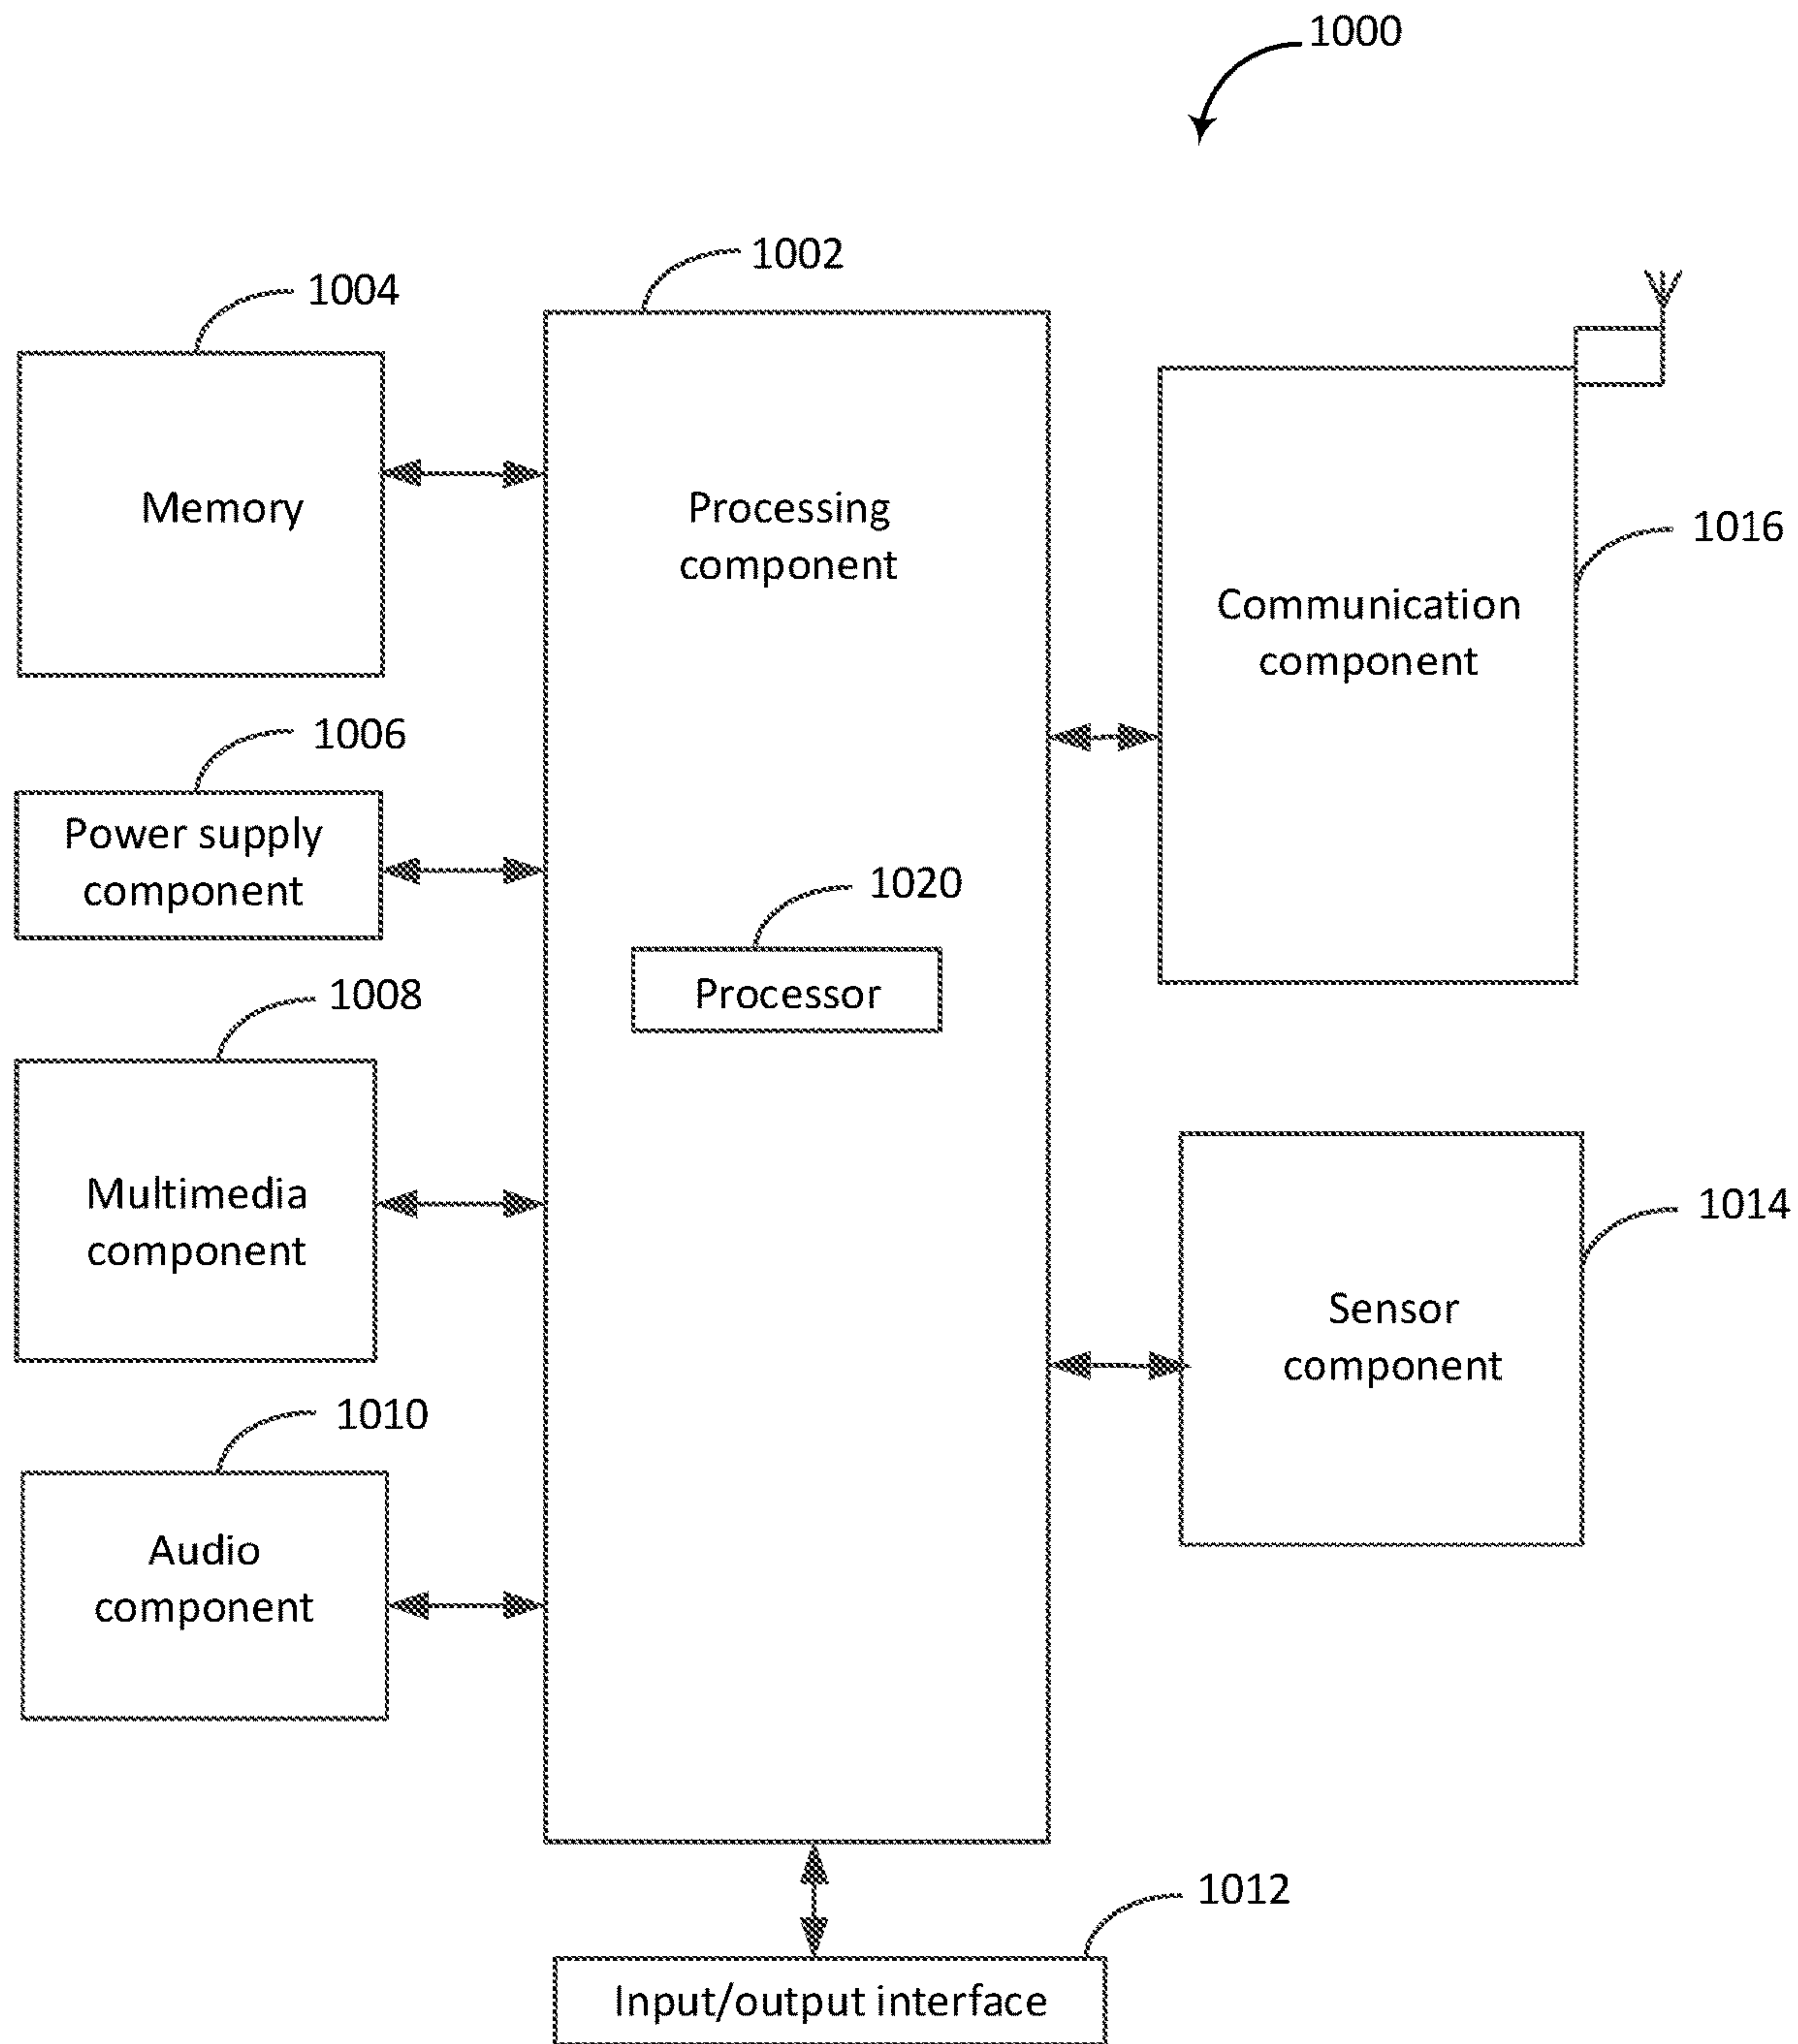 1000
1002
1004
Memory
Processing
component
1016
Communication
component
1006
Power supply
component
1020
Processor
1008
Multimedia
component
1014
Sensor
component
1010
Audio
component
1012
Input/output interface